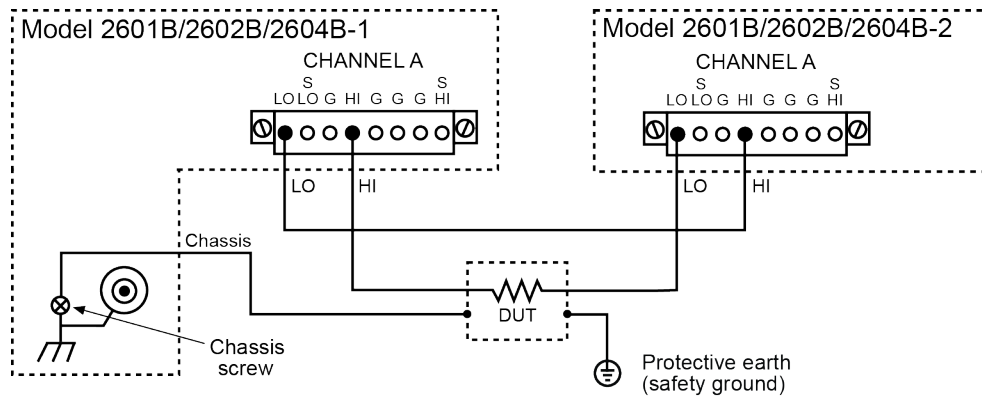 Model 2601B/2602B/2604B-1
CHANNEL A
S S
LO LO G HI G G G HI
LO HI
Model 2601B/2602B/2604B-2
CHANNEL A
S S
LO LO G HI G G G HI
LO HI
Chassis
DUT
Chassis
screw
Protective earth
(safety ground)